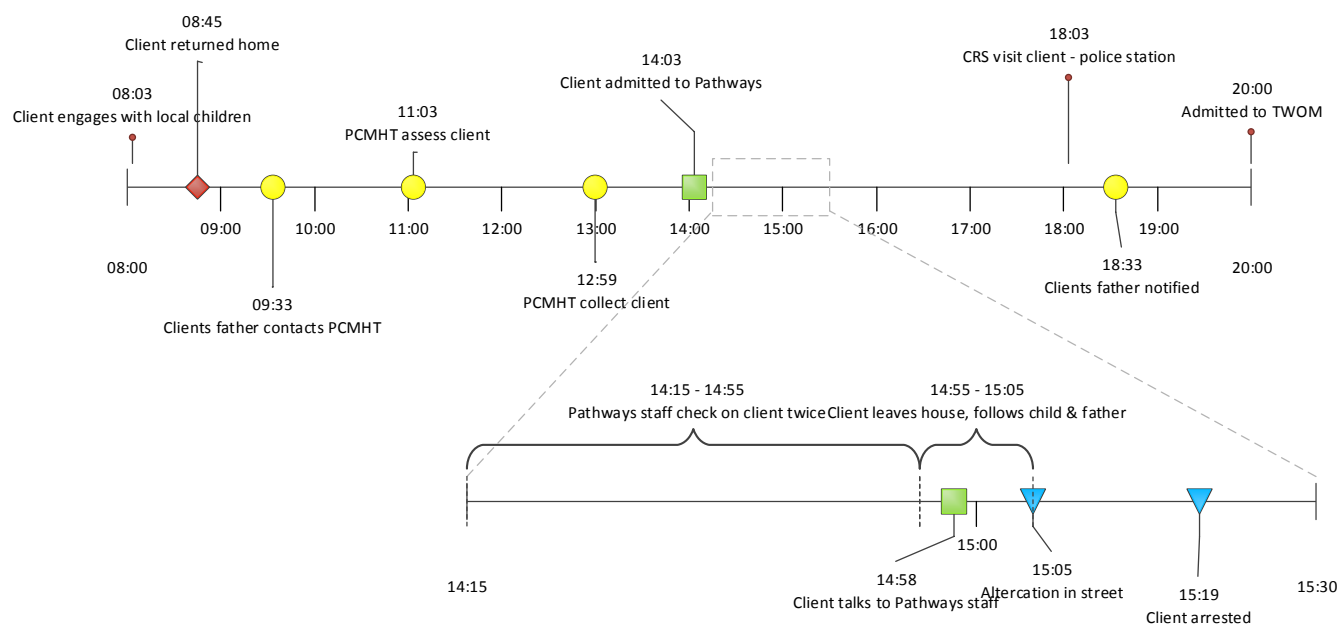 08:45
Client returned home
08:03
Client engages with local children
11:03
PCMHT assess client
14:03
Client admitted to Pathways
18:03
CRS visit client - police station
20:00
Admitted to TWOM
09:00
10:00
11:00
12:00
13:00
14:00
15:00
16:00
17:00
18:00
19:00
08:00
20:00
09:33
Clients father contacts PCMHT
12:59
PCMHT collect client
18:33
Clients father notified
14:15 - 14:55
Pathways staff check on client twice
14:55 - 15:05
Client leaves house, follows child & father
15:00
14:15
15:30
14:58
Client talks to Pathways staff
15:05
Altercation in street
15:19
Client arrested